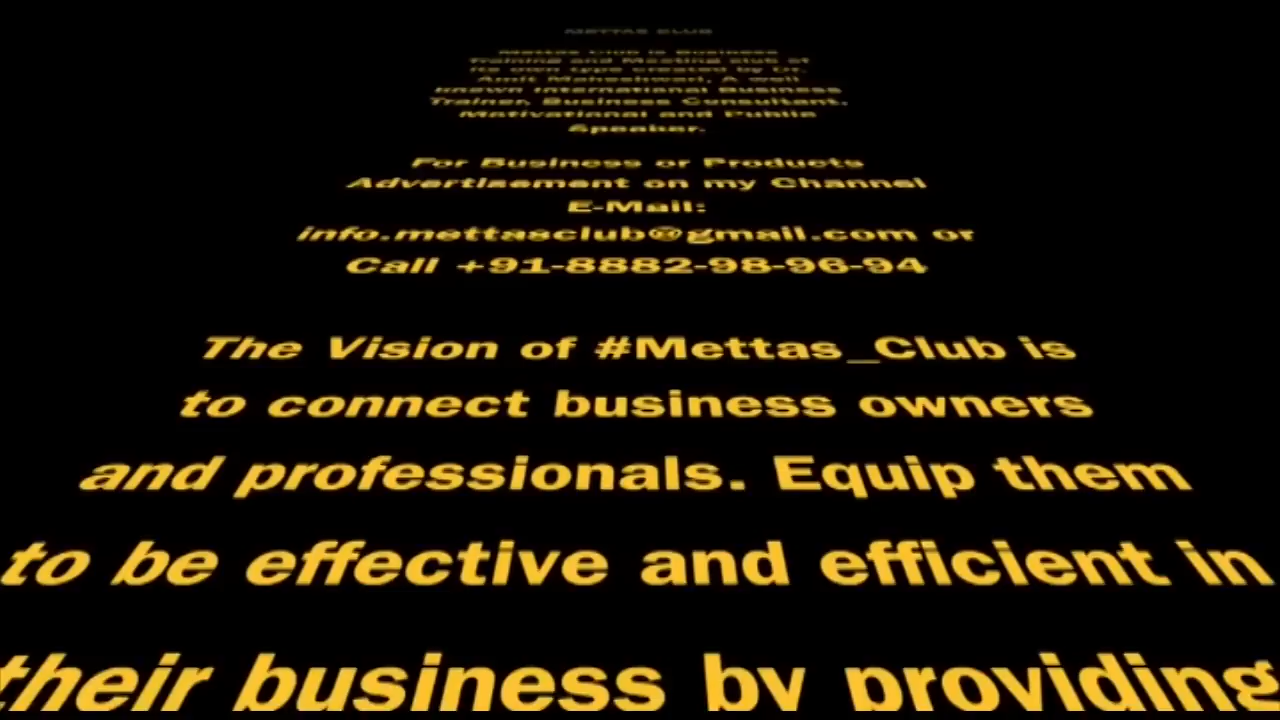 METTAS CLUB
Mettas Club is Business
Training and Meeting club of
its own type created by Dr.
Amit Maheshwari, A well
known International Business
Trainer, Business Consultant,
Motivational and Public
Speaker.
For Business or Products
Advertisement on my Channel
E-Mail:
info.mettasclub@gmail.com or
Call +91-8882-98-96-94
The Vision of #Mettas_Club is
to connect business owners
and professionals. Equip them
to be effective and efficient in
their business by providing